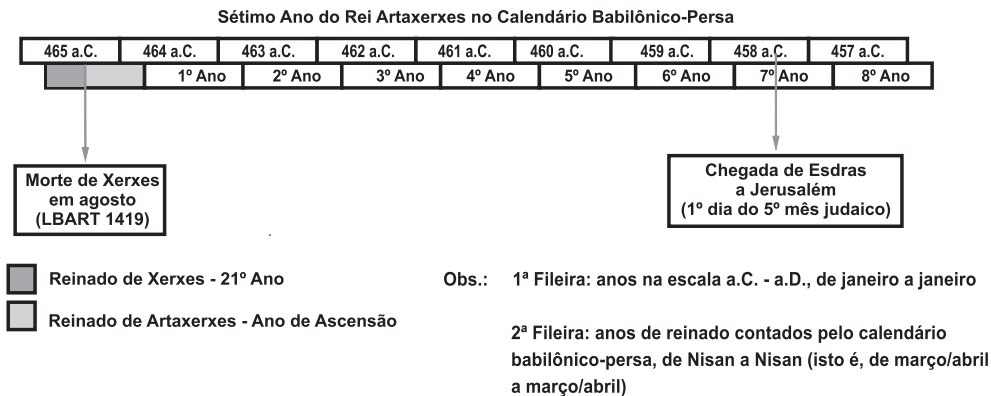 Sétimo Ano do Rei Artaxerxes no Calendário Babilônico-Persa
465 a.C. 464 a.C. 463 a.C. 462 a.C. 461 a.C. 460 a.C. 459 a.C. 458 a.C. 457 a.C.
1º Ano 2º Ano 3º Ano 4º Ano 5º Ano 6º Ano 7º Ano 8º Ano
Morte de Xerxes
em agosto
(LBART 1419)
Chegada de Esdras
a Jerusalém
(1º dia do 5º mês judaico)
Reinado de Xerxes - 21º Ano
Reinado de Artaxerxes - Ano de Ascensão
Obs.: 1ª Fileira: anos na escala a.C. - a.D., de janeiro a janeiro
2ª Fileira: anos de reinado contados pelo calendário
babilônico-persa, de Nisan a Nisan (isto é, de março/abril
a março/abril)